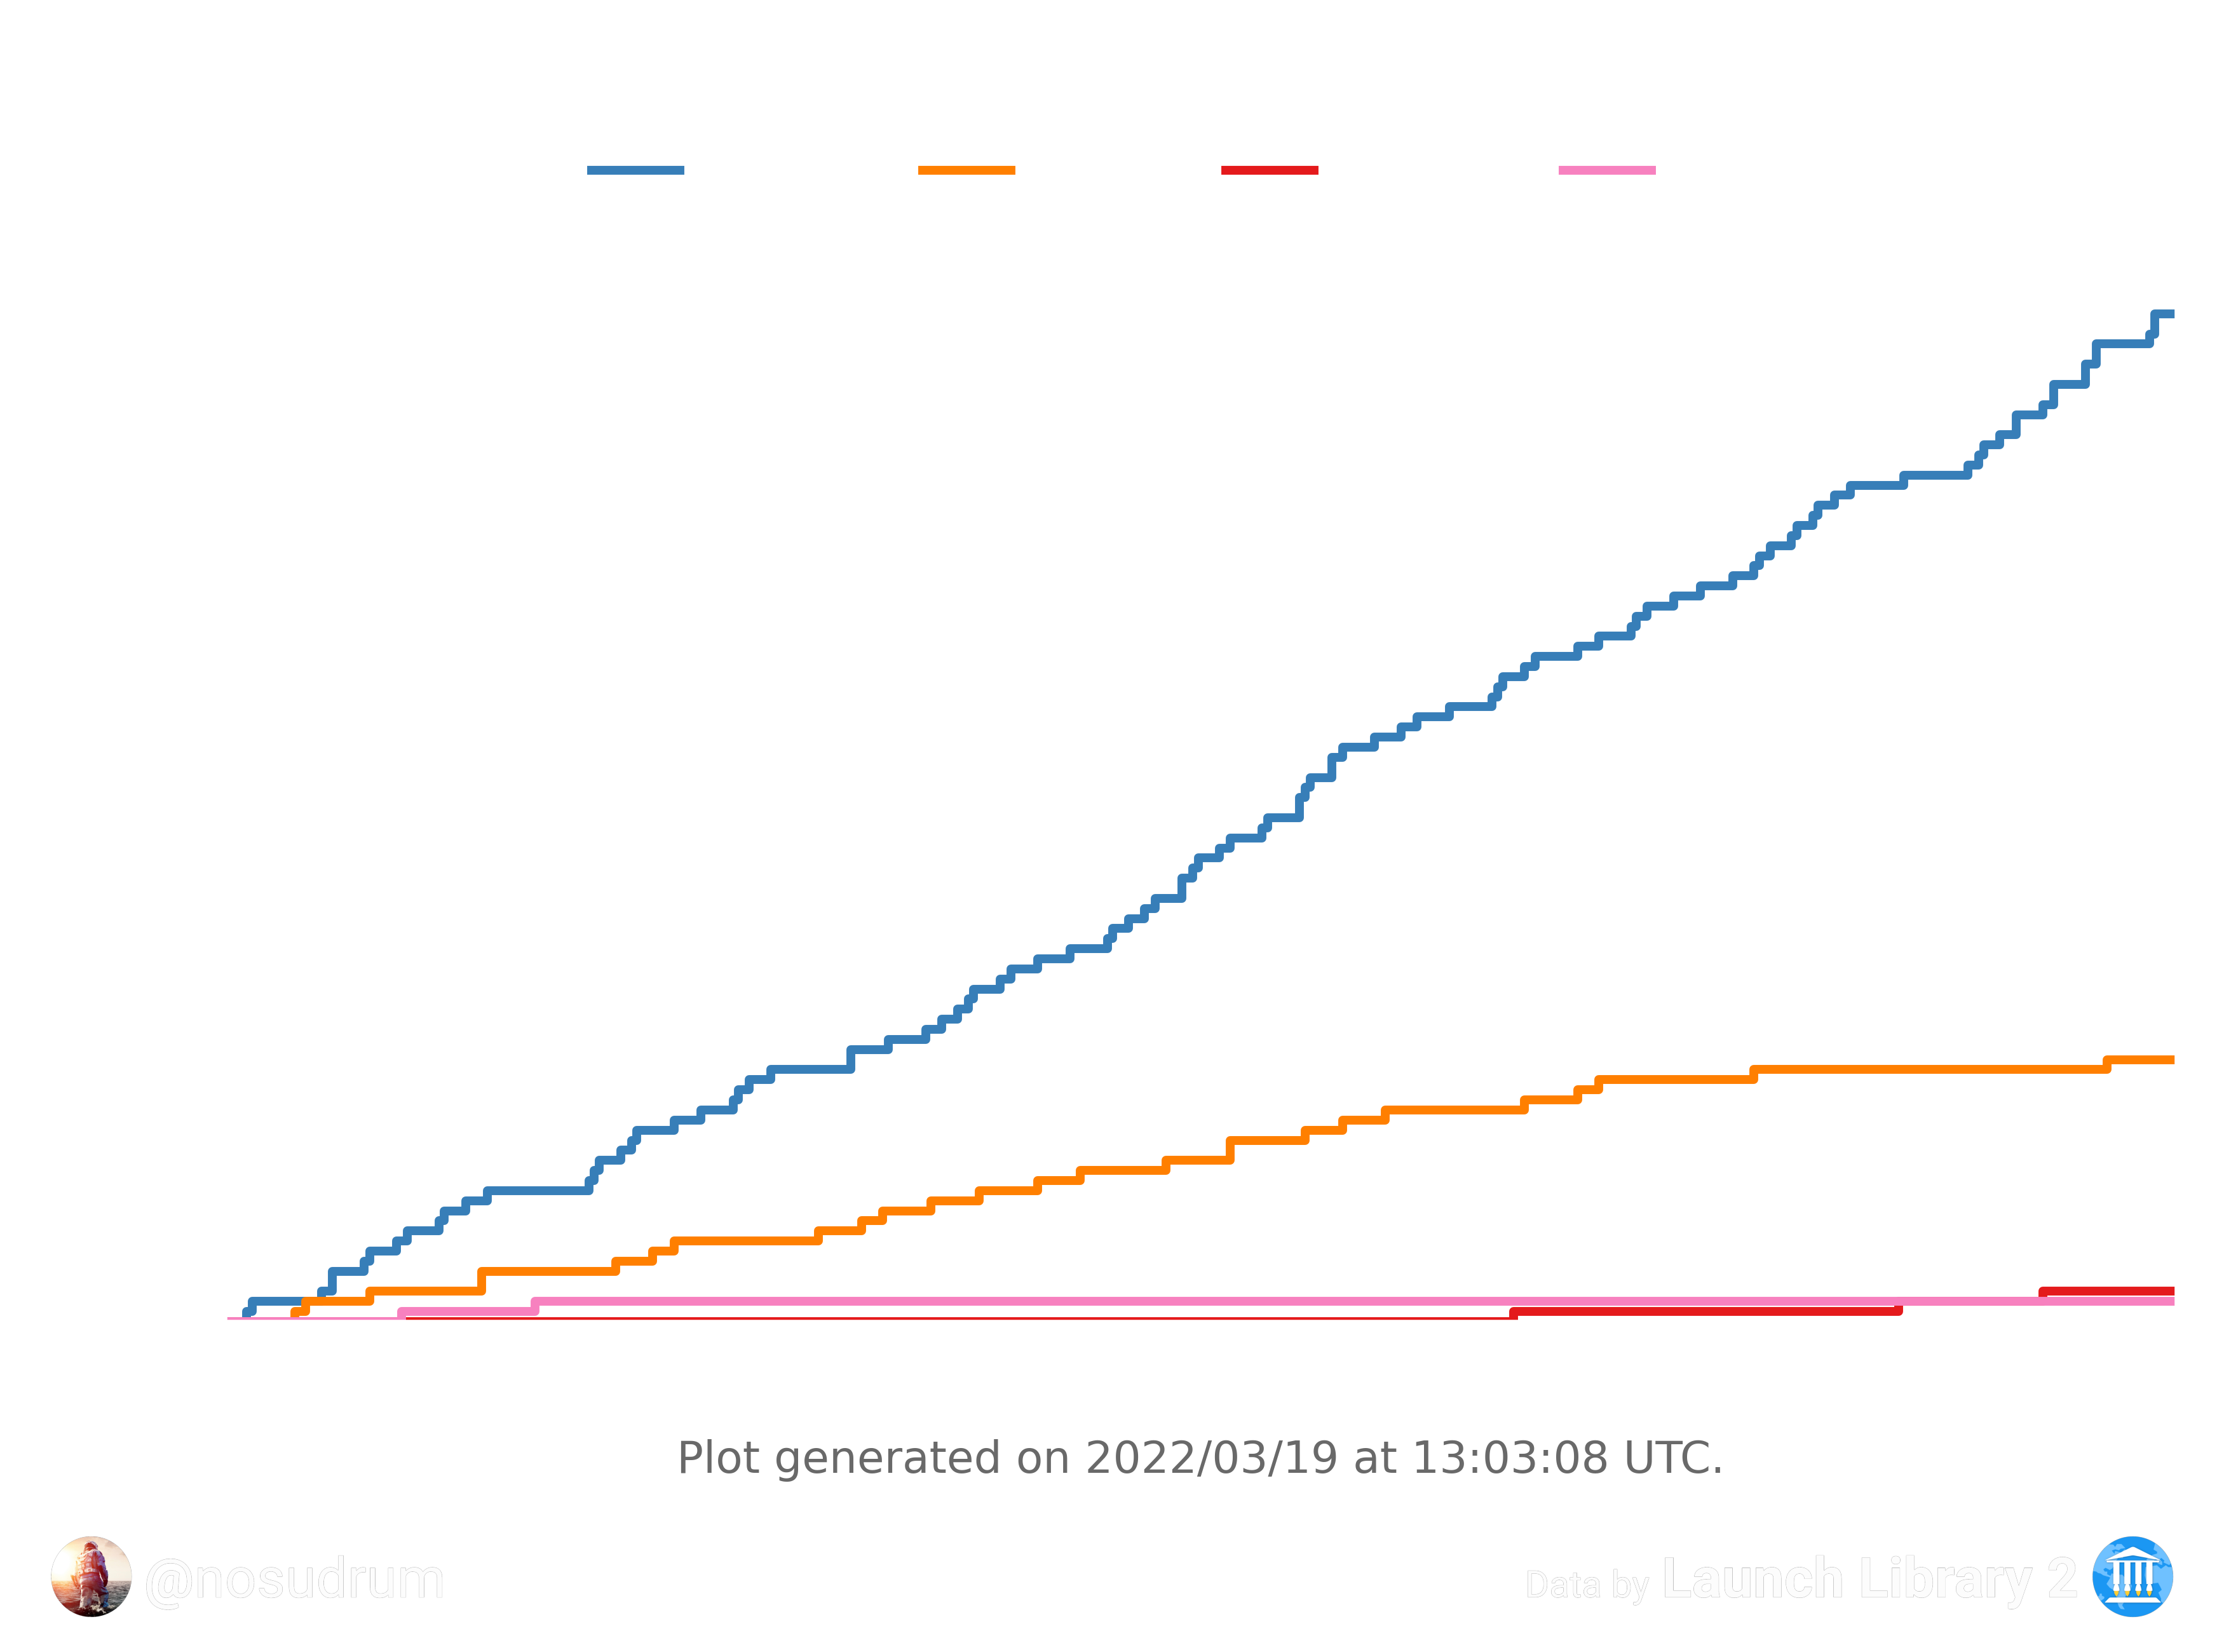 Plot generated on 2022/03/19 at 13:03:08 UTC.
@nosudrum
Data by Launch Library 2